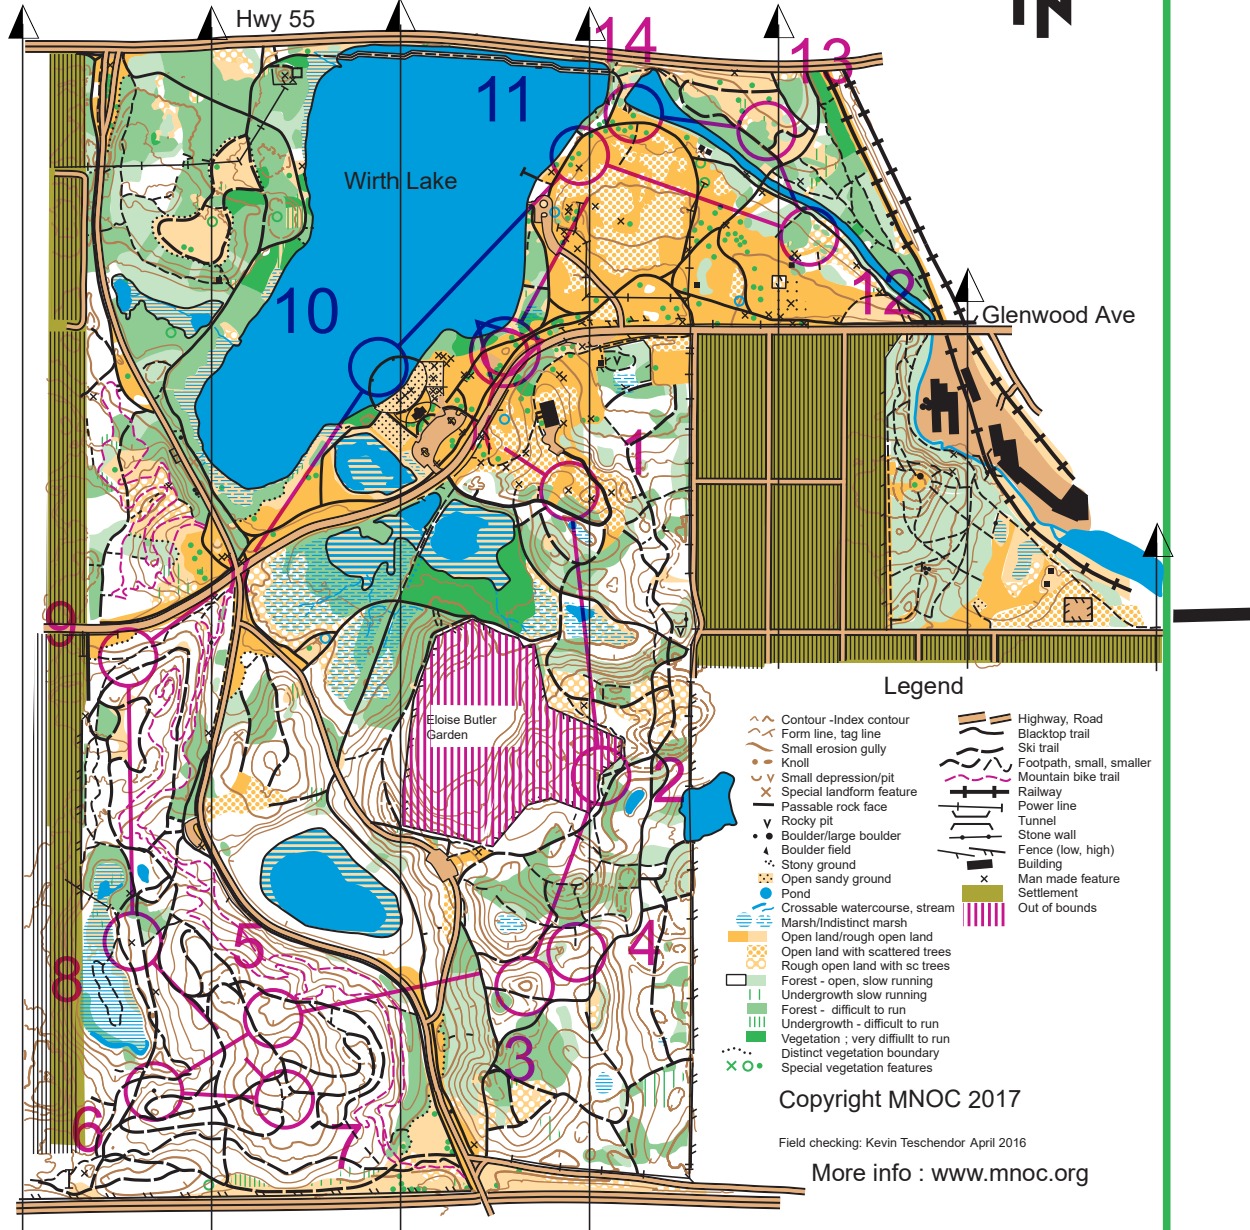 Hwy 55
N
14
13
11
Wirth Lake
12
10
Glenwood Ave
1
9
Legend
Eloise Butler
Garden
2
5
4
8
3
6
7
Contour -Index contour
Form line, tag line
Small erosion gully
Knoll
Small depression/pit
Special landform feature
Passable rock face
Rocky pit
Boulder/large boulder
Boulder field
Stony ground
Open sandy ground
Pond
Crossable watercourse, stream
Marsh/Indistinct marsh
Open land/rough open land
Open land with scattered trees
Rough open land with sc trees
Forest - open, slow running
Undergrowth slow running
Forest - difficult to run
Undergrowth - difficult to run
Vegetation ; very diffiullt to run
Distinct vegetation boundary
Special vegetation features
Highway, Road
Blacktop trail
Ski trail
Footpath, small, smaller
Mountain bike trail
Railway
Power line
Tunnel
Stone wall
Fence (low, high)
Building
Man made feature
Settlement
Out of bounds
Copyright MNOC 2017
Field checking: Kevin Teschendor April 2016
More info : www.mnoc.org